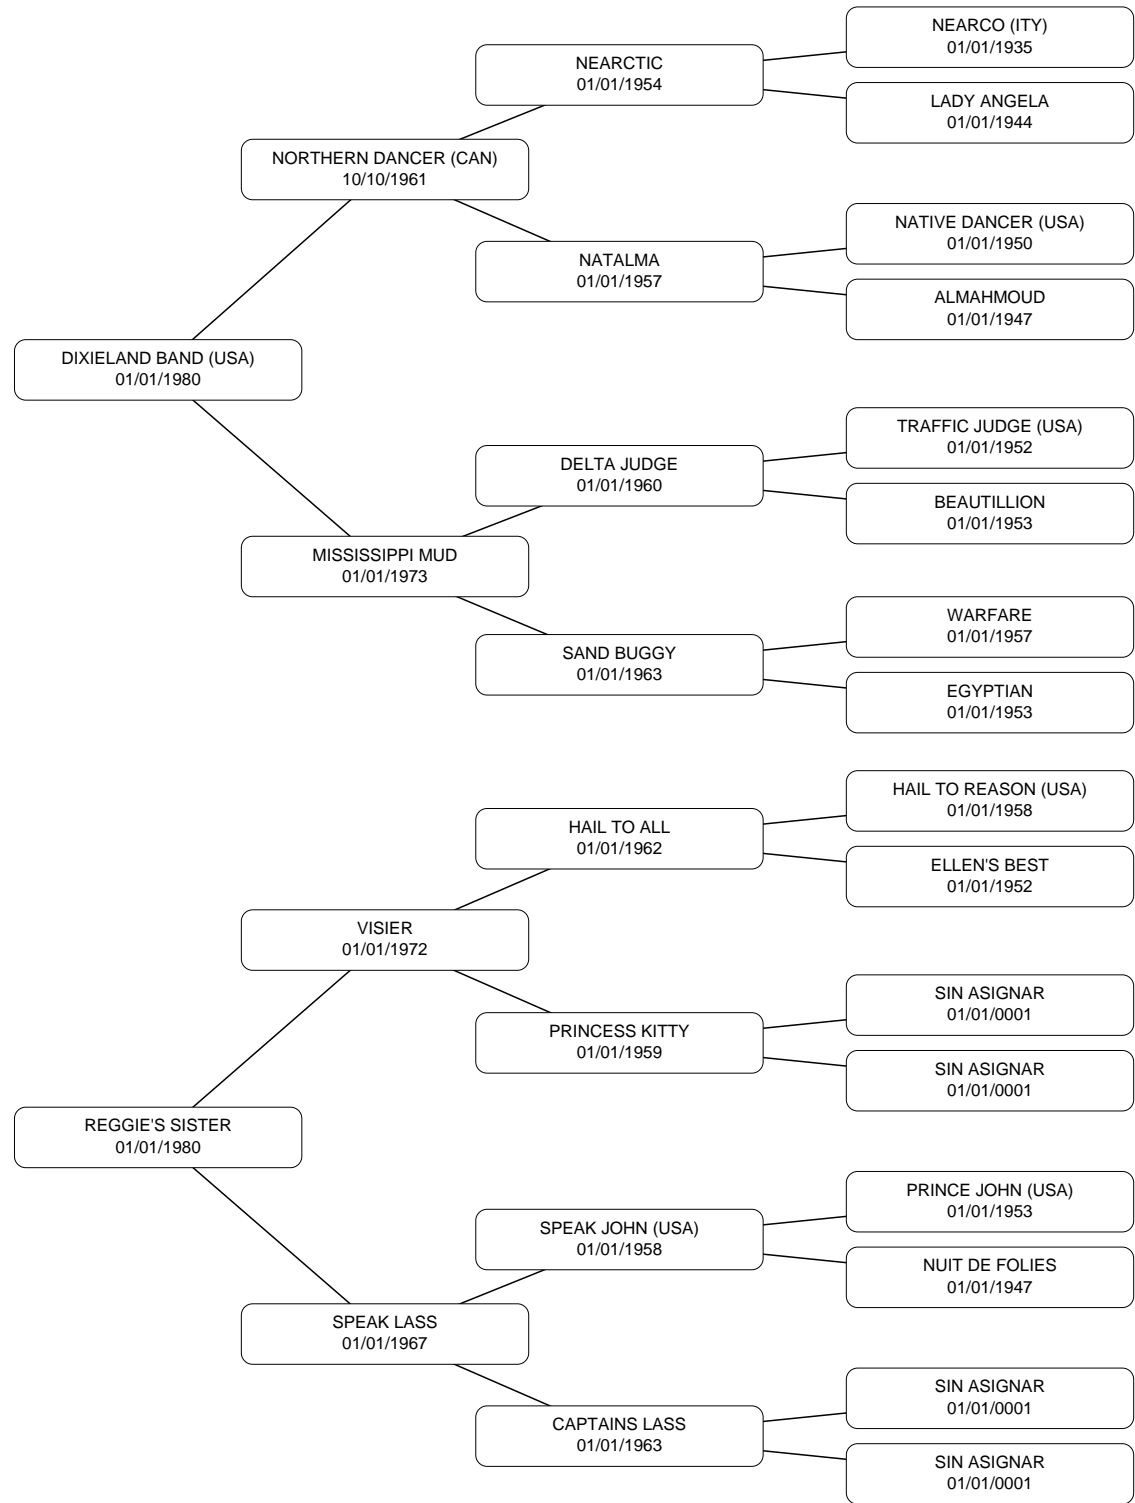 NEARCO (ITY)
01/01/1935
NEARCTIC
01/01/1954
LADY ANGELA
01/01/1944
NORTHERN DANCER (CAN)
10/10/1961
NATIVE DANCER (USA)
01/01/1950
NATALMA
01/01/1957
ALMAHMOUD
01/01/1947
DIXIELAND BAND (USA)
01/01/1980
TRAFFIC JUDGE (USA)
01/01/1952
DELTA JUDGE
01/01/1960
BEAUTILLION
01/01/1953
MISSISSIPPI MUD
01/01/1973
WARFARE
01/01/1957
SAND BUGGY
01/01/1963
EGYPTIAN
01/01/1953
HAIL TO REASON (USA)
01/01/1958
HAIL TO ALL
01/01/1962
ELLEN'S BEST
01/01/1952
VISIER
01/01/1972
SIN ASIGNAR
01/01/0001
PRINCESS KITTY
01/01/1959
SIN ASIGNAR
01/01/0001
REGGIE'S SISTER
01/01/1980
PRINCE JOHN (USA)
01/01/1953
SPEAK JOHN (USA)
01/01/1958
NUIT DE FOLIES
01/01/1947
SPEAK LASS
01/01/1967
SIN ASIGNAR
01/01/0001
CAPTAINS LASS
01/01/1963
SIN ASIGNAR
01/01/0001